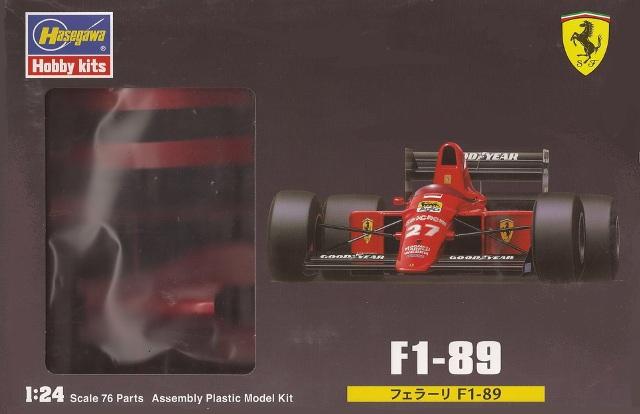 Hasegawa
Hobby kits
S F
GOODYEAR
27
GOODYEAR
GOODYEAR
F1-89
フェラーリ F1-89
1:24 Scale 76 Parts Assembly Plastic Model Kit